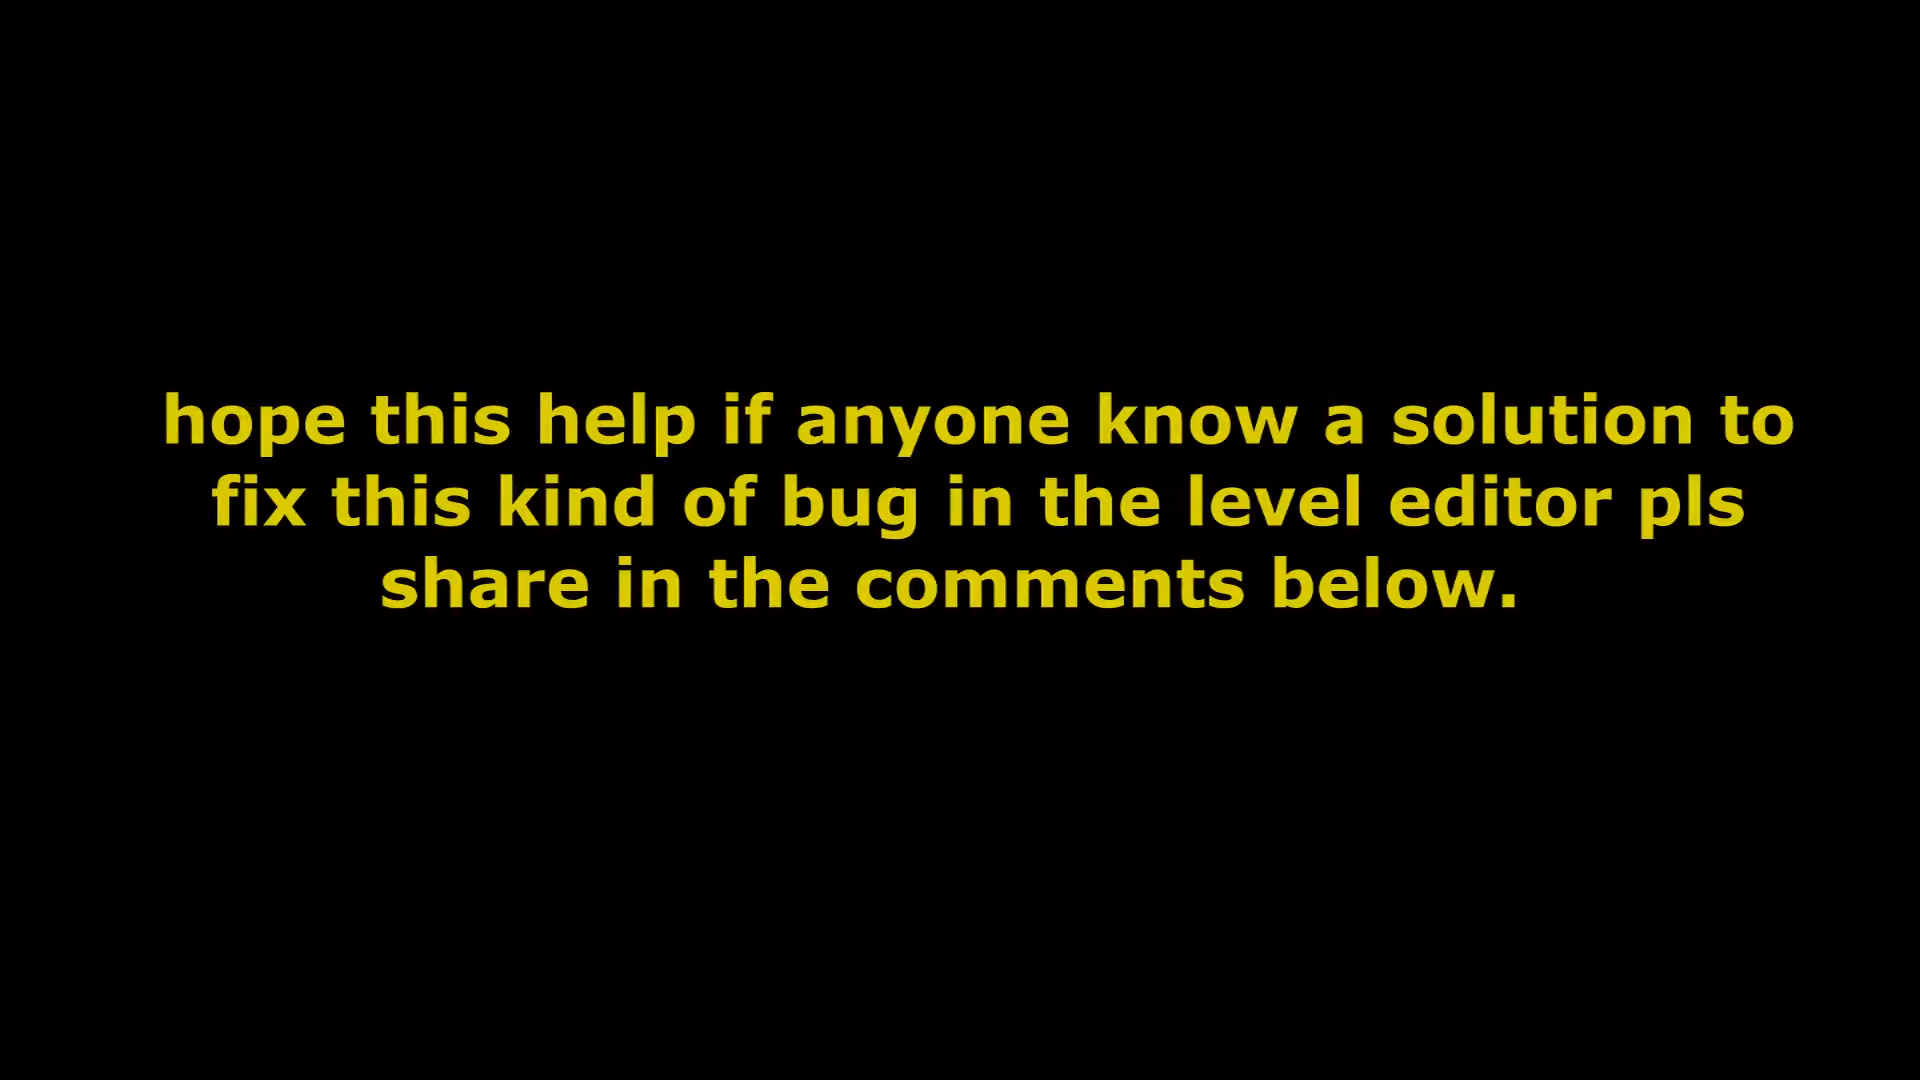 hope this help if anyone know a solution to
fix this kind of bug in the level editor pls
share in the comments below.